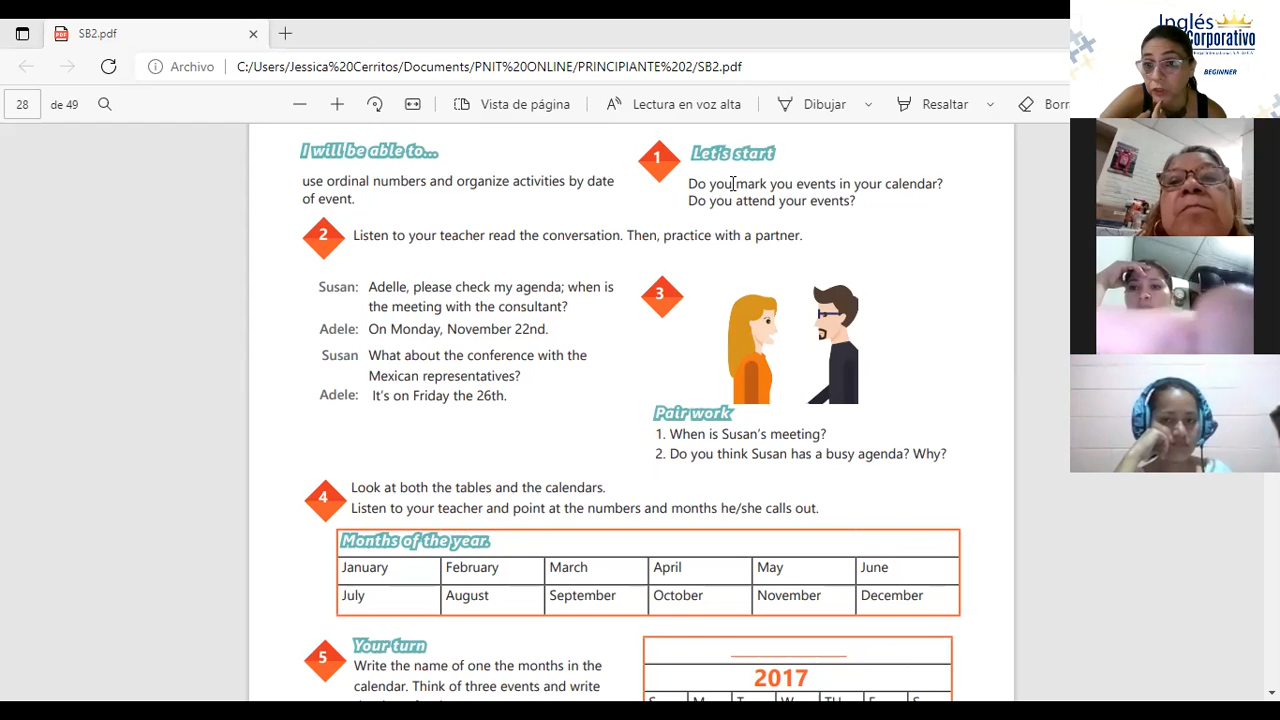 SB2.pdf
Archivo
C:/Users/Jessica%20Cerritos/Documents/PNL%20ONLINE/PRINCIPIANTE%202/SB2.pdf
28
de 49
Vista de página
Lectura en voz alta
Dibujar
Resaltar
Borr
Inglés
Corporativo
BEGINNER
I will be able to...
use ordinal numbers and organize activities by date
of event.
1
Let's start
Do you mark you events in your calendar?
Do you attend your events?
2
Listen to your teacher read the conversation. Then, practice with a partner.
Susan: Adelle, please check my agenda; when is
the meeting with the consultant?
Adele: On Monday, November 22nd.
Susan What about the conference with the
Mexican representatives?
Adele: It's on Friday the 26th.
3
Pair work
1. When is Susan's meeting?
2. Do you think Susan has a busy agenda? Why?
4
Look at both the tables and the calendars.
Listen to your teacher and point at the numbers and months he/she calls out.
Months of the year.
January February March April May June
July August September October November December
5
Your turn
Write the name of one the months in the
calendar. Think of three events and write
2017